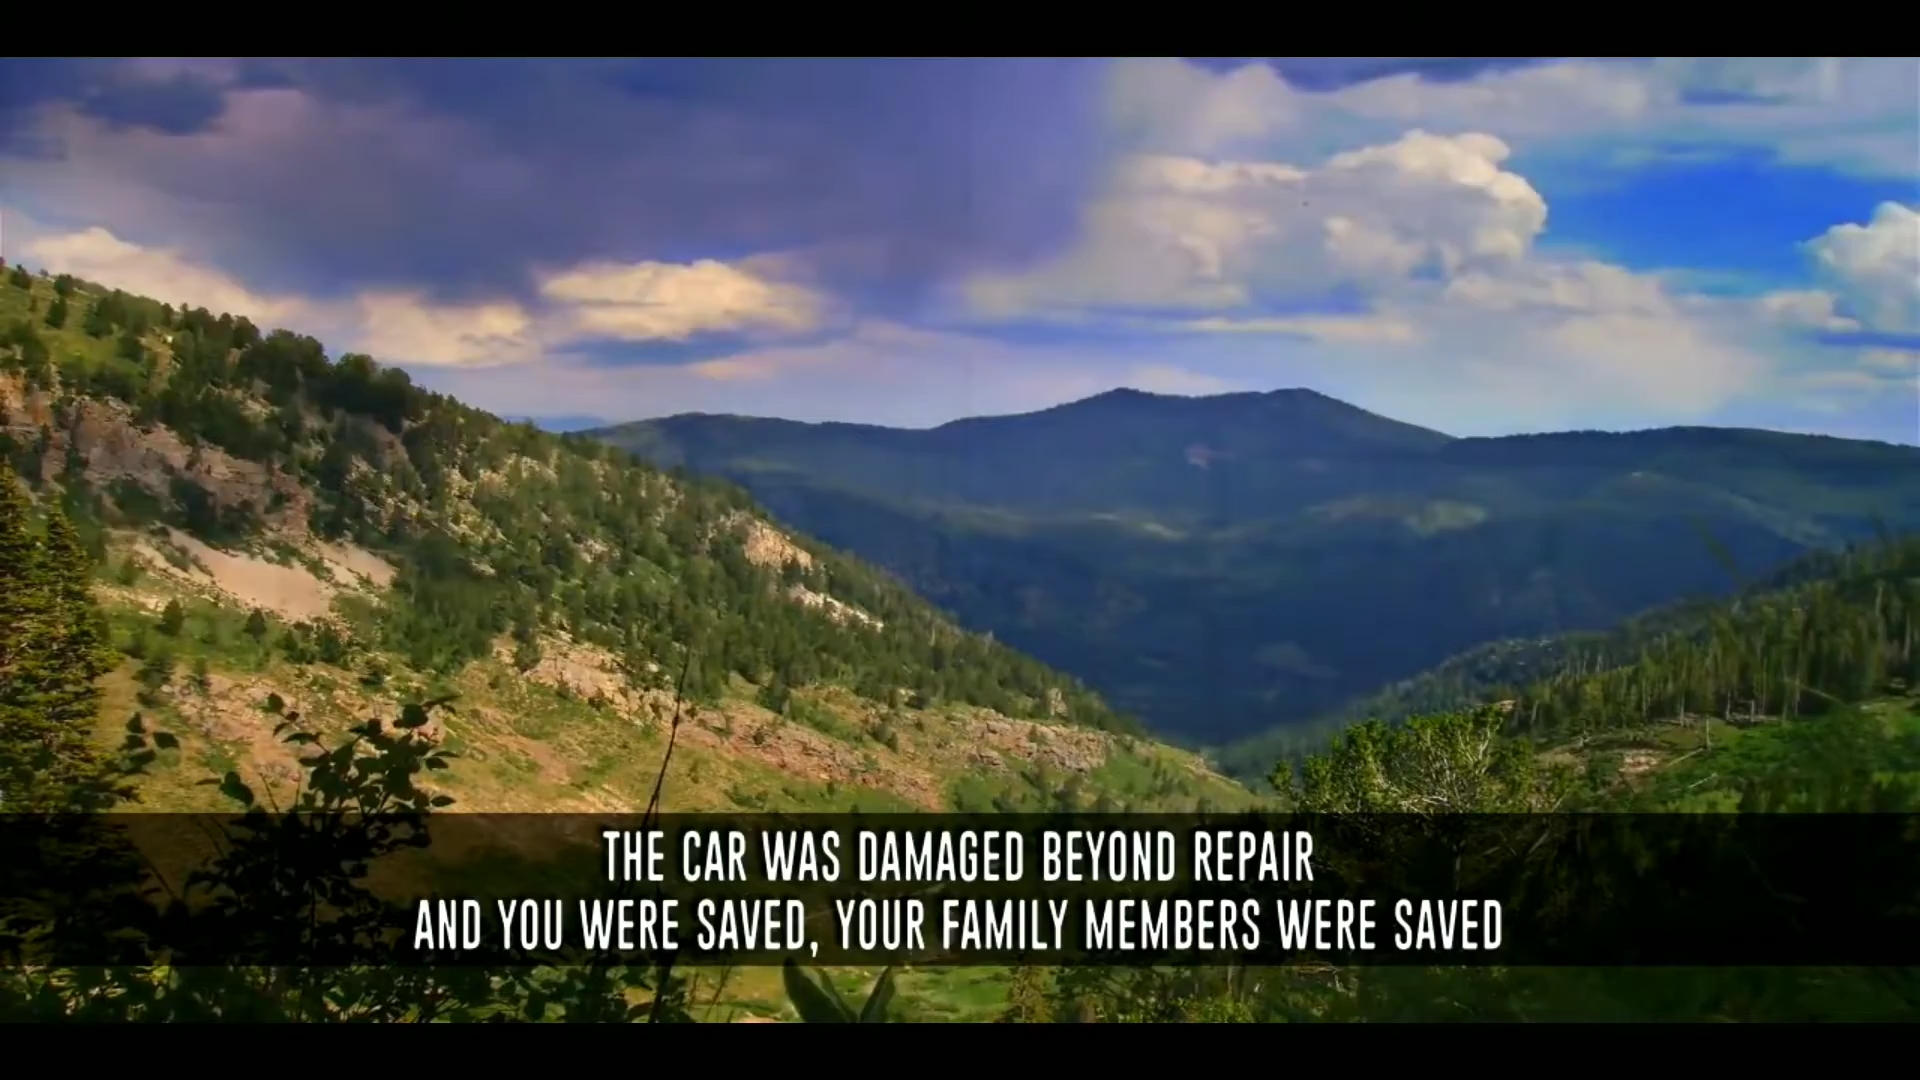 THE CAR WAS DAMAGED BEYOND REPAIR
AND YOU WERE SAVED, YOUR FAMILY MEMBERS WERE SAVED